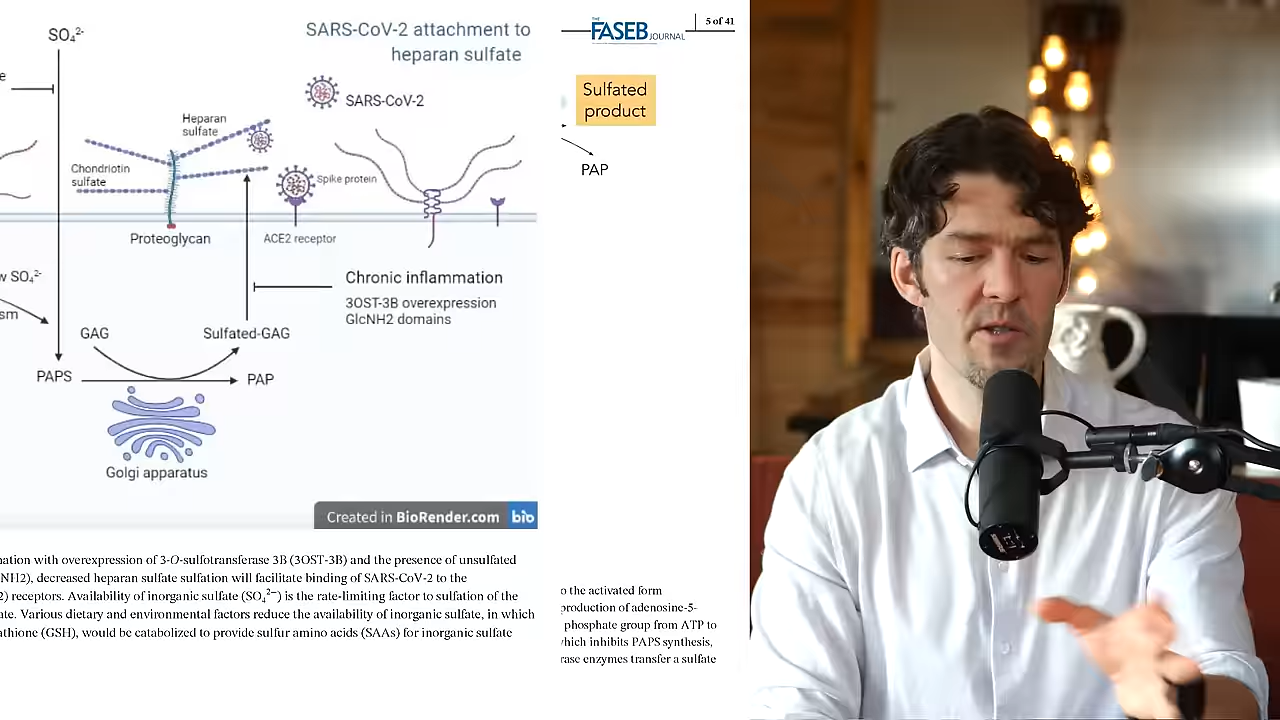 SO₄²⁻
SARS-CoV-2 attachment to
heparan sulfate
SARS-CoV-2
Heparan
sulfate
Chondriotin
sulfate
Spike protein
Proteoglycan
ACE2 receptor
w SO₄²⁻
sm
Chronic inflammation
3OST-3B overexpression
GlcNH2 domains
GAG
Sulfated-GAG
PAPS
PAP
Golgi apparatus
Created in BioRender.com bio
nation with overexpression of 3-O-sulfotransferase 3B (3OST-3B) and the presence of unsulfated
NH2), decreased heparan sulfate sulfation will facilitate binding of SARS-CoV-2 to the
2) receptors. Availability of inorganic sulfate (SO₄²⁻) is the rate-limiting factor to sulfation of the
ate. Various dietary and environmental factors reduce the availability of inorganic sulfate, in which
athione (GSH), would be catabolized to provide sulfur amino acids (SAAs) for inorganic sulfate
THE
FASEB JOURNAL
5 of 41
Sulfated
product
PAP
o the activated form
production of adenosine-5-
phosphate group from ATP to
which inhibits PAPS synthesis,
rase enzymes transfer a sulfate